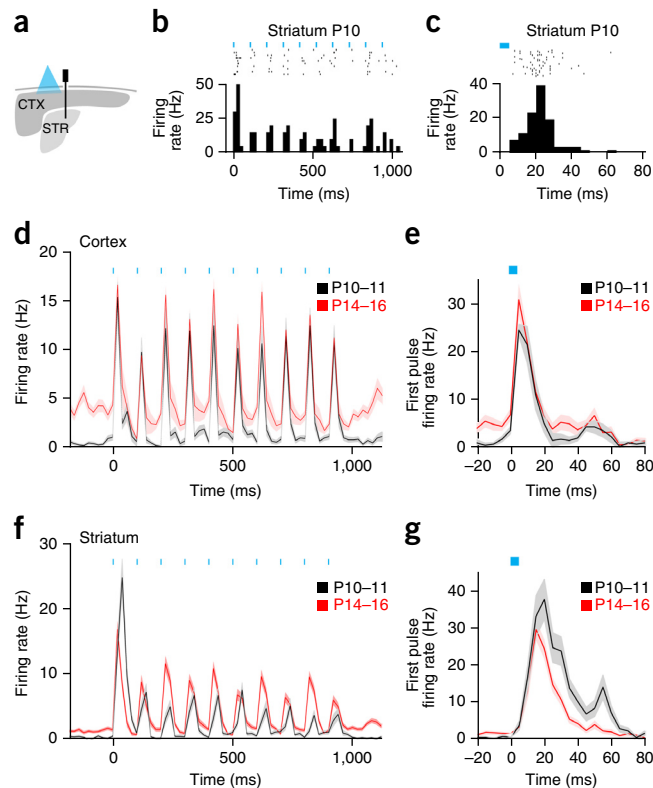 a
CTX
STR
b
Striatum P10
Firing rate (Hz)
50
25
0
0
500
1,000
Time (ms)
c
Striatum P10
Firing rate (Hz)
40
20
0
0
20
40
60
80
Time (ms)
d
Cortex
P10–11
P14–16
Firing rate (Hz)
20
15
10
5
0
0
500
1,000
Time (ms)
e
P10–11
P14–16
First pulse
firing rate (Hz)
30
20
10
0
–20
0
20
40
60
80
Time (ms)
f
Striatum
P10–11
P14–16
Firing rate (Hz)
30
20
10
0
0
500
1,000
Time (ms)
g
P10–11
P14–16
First pulse
firing rate (Hz)
50
40
30
20
10
0
–20
0
20
40
60
80
Time (ms)